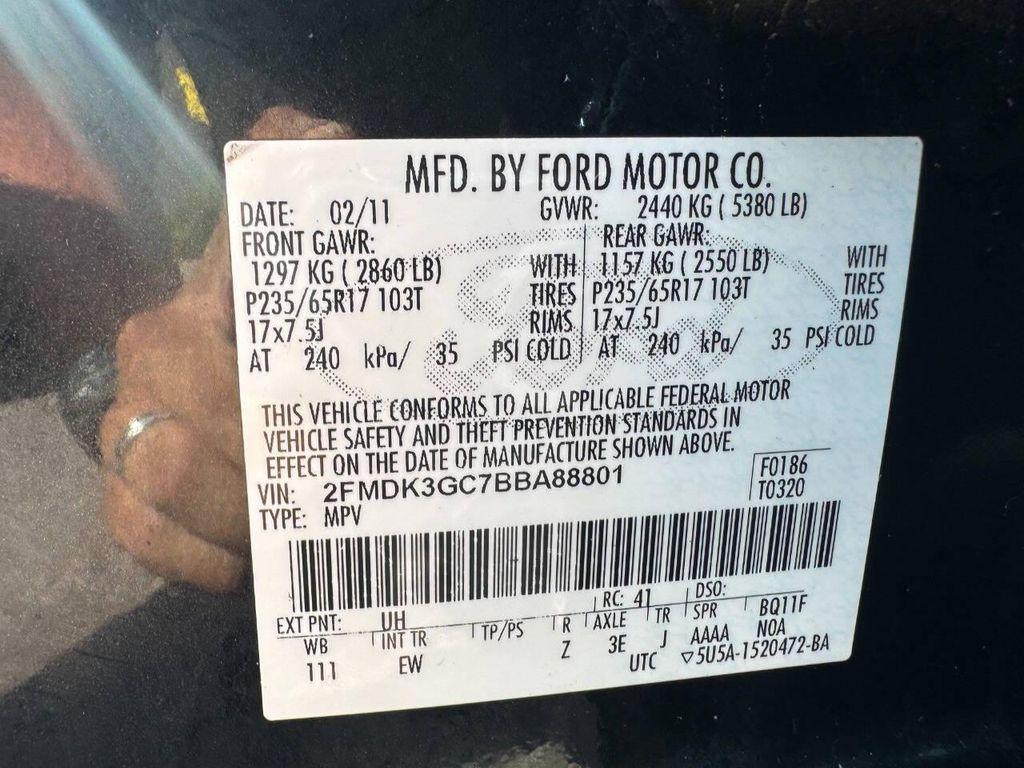 MFD. BY FORD MOTOR CO.
DATE: 02/11 GVWR: 2440 KG ( 5380 LB)
FRONT GAWR: REAR GAWR:
1297 KG ( 2860 LB) WITH 1157 KG ( 2550 LB) WITH
P235/65R17 103T TIRES P235/65R17 103T TIRES
17x7.5J RIMS 17x7.5J RIMS
AT 240 kPa/ 35 PSI COLD AT 240 kPa/ 35 PSI COLD
THIS VEHICLE CONFORMS TO ALL APPLICABLE FEDERAL MOTOR
VEHICLE SAFETY AND THEFT PREVENTION STANDARDS IN
EFFECT ON THE DATE OF MANUFACTURE SHOWN ABOVE.
VIN: 2FMDK3GC7BBA88801 F0186
TYPE: MPV T0320
EXT PNT: UH RC: 41 DSO:
WB INT TR TP/PS R AXLE TR SPR BQ11F
111 EW Z 3E J AAAA NOA
UTC ▽5U5A-1520472-BA